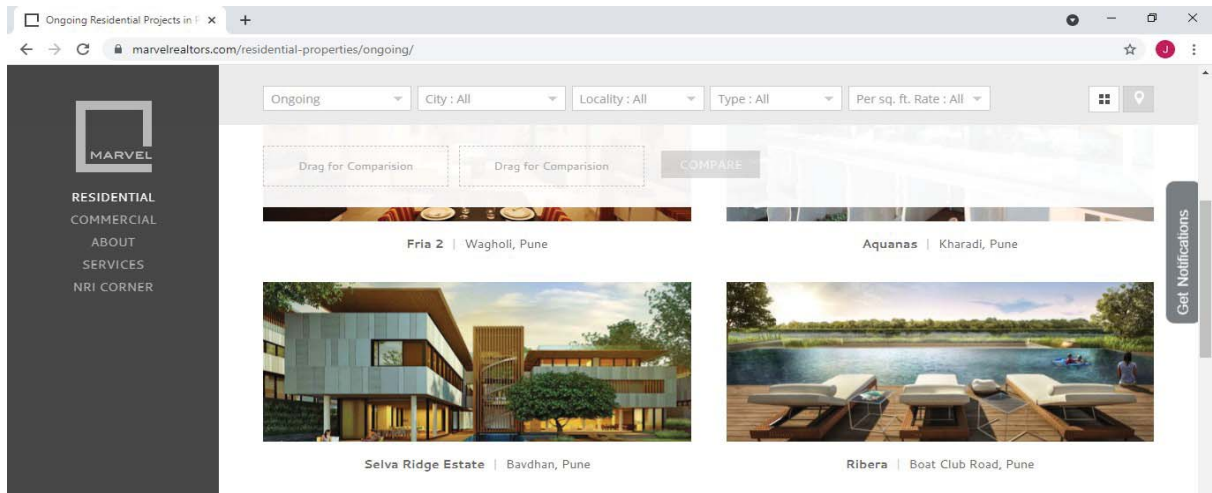 Ongoing Residential Projects in P
marvelrealtors.com/residential-properties/ongoing/
J
MARVEL
RESIDENTIAL
COMMERCIAL
ABOUT
SERVICES
NRI CORNER
Ongoing City : All Locality : All Type : All Per sq. ft. Rate : All
Drag for Comparision Drag for Comparision COMPARE
Fria 2 | Wagholi, Pune Aquanas | Kharadi, Pune
Get Notifications
Selva Ridge Estate | Bavdhan, Pune Ribera | Boat Club Road, Pune